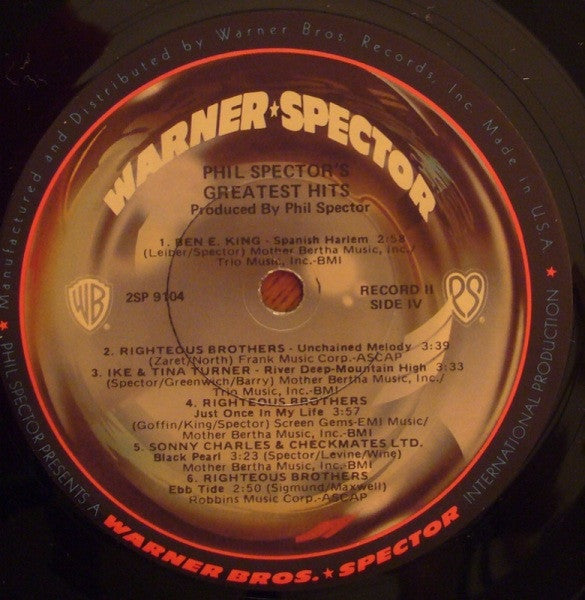 Manufactured and Distributed by Warner Bros. Records, Inc. Made in U.S.A. ★
WARNER★SPECTOR
PHIL SPECTOR'S
GREATEST HITS
Produced By Phil Spector
1. BEN E. KING - Spanish Harlem 2:58
(Leiber/Spector) Mother Bertha Music, Inc./
Trio Music, Inc.-BMI
WB
2SP 9104
RECORD II
SIDE IV
PS
2. RIGHTEOUS BROTHERS - Unchained Melody 3:39
(Zaret/North) Frank Music Corp.-ASCAP
3. IKE & TINA TURNER - River Deep-Mountain High 3:33
(Spector/Greenwich/Barry) Mother Bertha Music, Inc./
Trio Music, Inc.-BMI
4. RIGHTEOUS BROTHERS
Just Once In My Life 3:57
(Goffin/King/Spector) Screen Gems-EMI Music/
Mother Bertha Music, Inc.-BMI
5. SONNY CHARLES & CHECKMATES LTD.
Black Pearl 3:23 (Spector/Levine/Wine)
Mother Bertha Music, Inc.-BMI
6. RIGHTEOUS BROTHERS
Ebb Tide 2:50 (Sigmund/Maxwell)
Robbins Music Corp.-ASCAP
★ PHIL SPECTOR PRESENTS A
WARNER BROS.★SPECTOR
INTERNATIONAL PRODUCTION ★